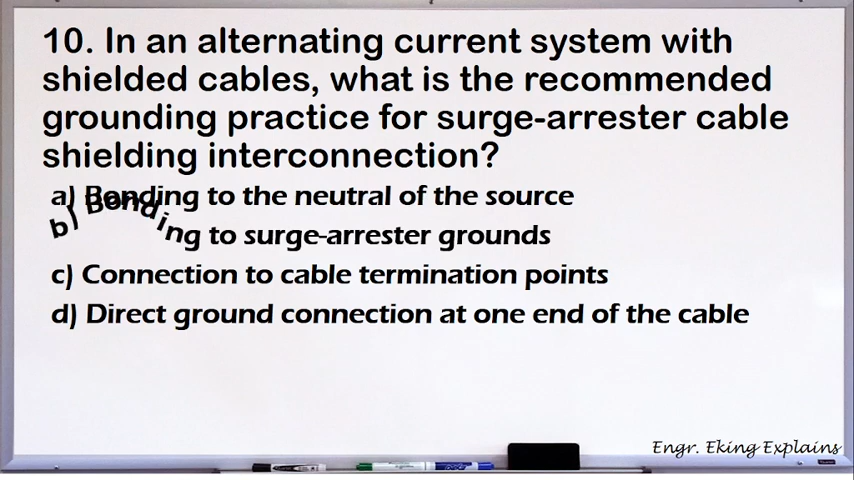 10. In an alternating current system with
shielded cables, what is the recommended
grounding practice for surge-arrester cable
shielding interconnection?
a) Bonding to the neutral of the source
b) Bonding to surge-arrester grounds
c) Connection to cable termination points
d) Direct ground connection at one end of the cable
Engr. Eking Explains